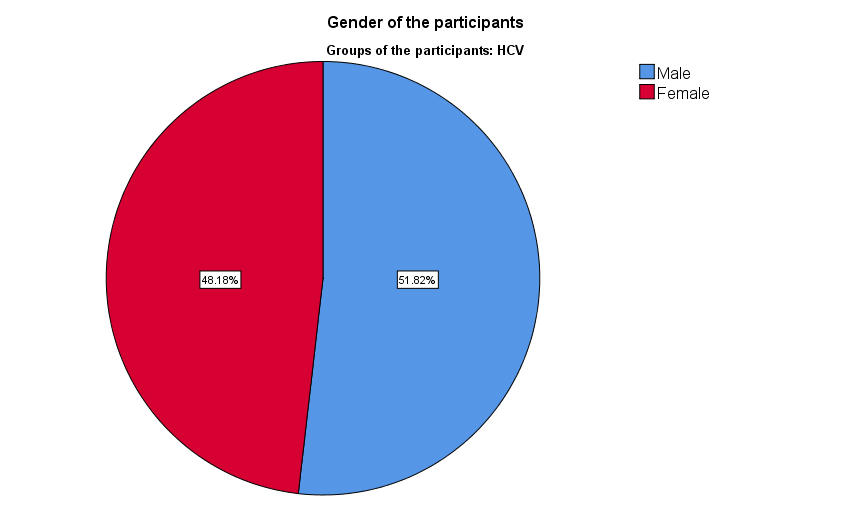 Gender of the participants
Groups of the participants: HCV
Male
Female
48.18%
51.82%